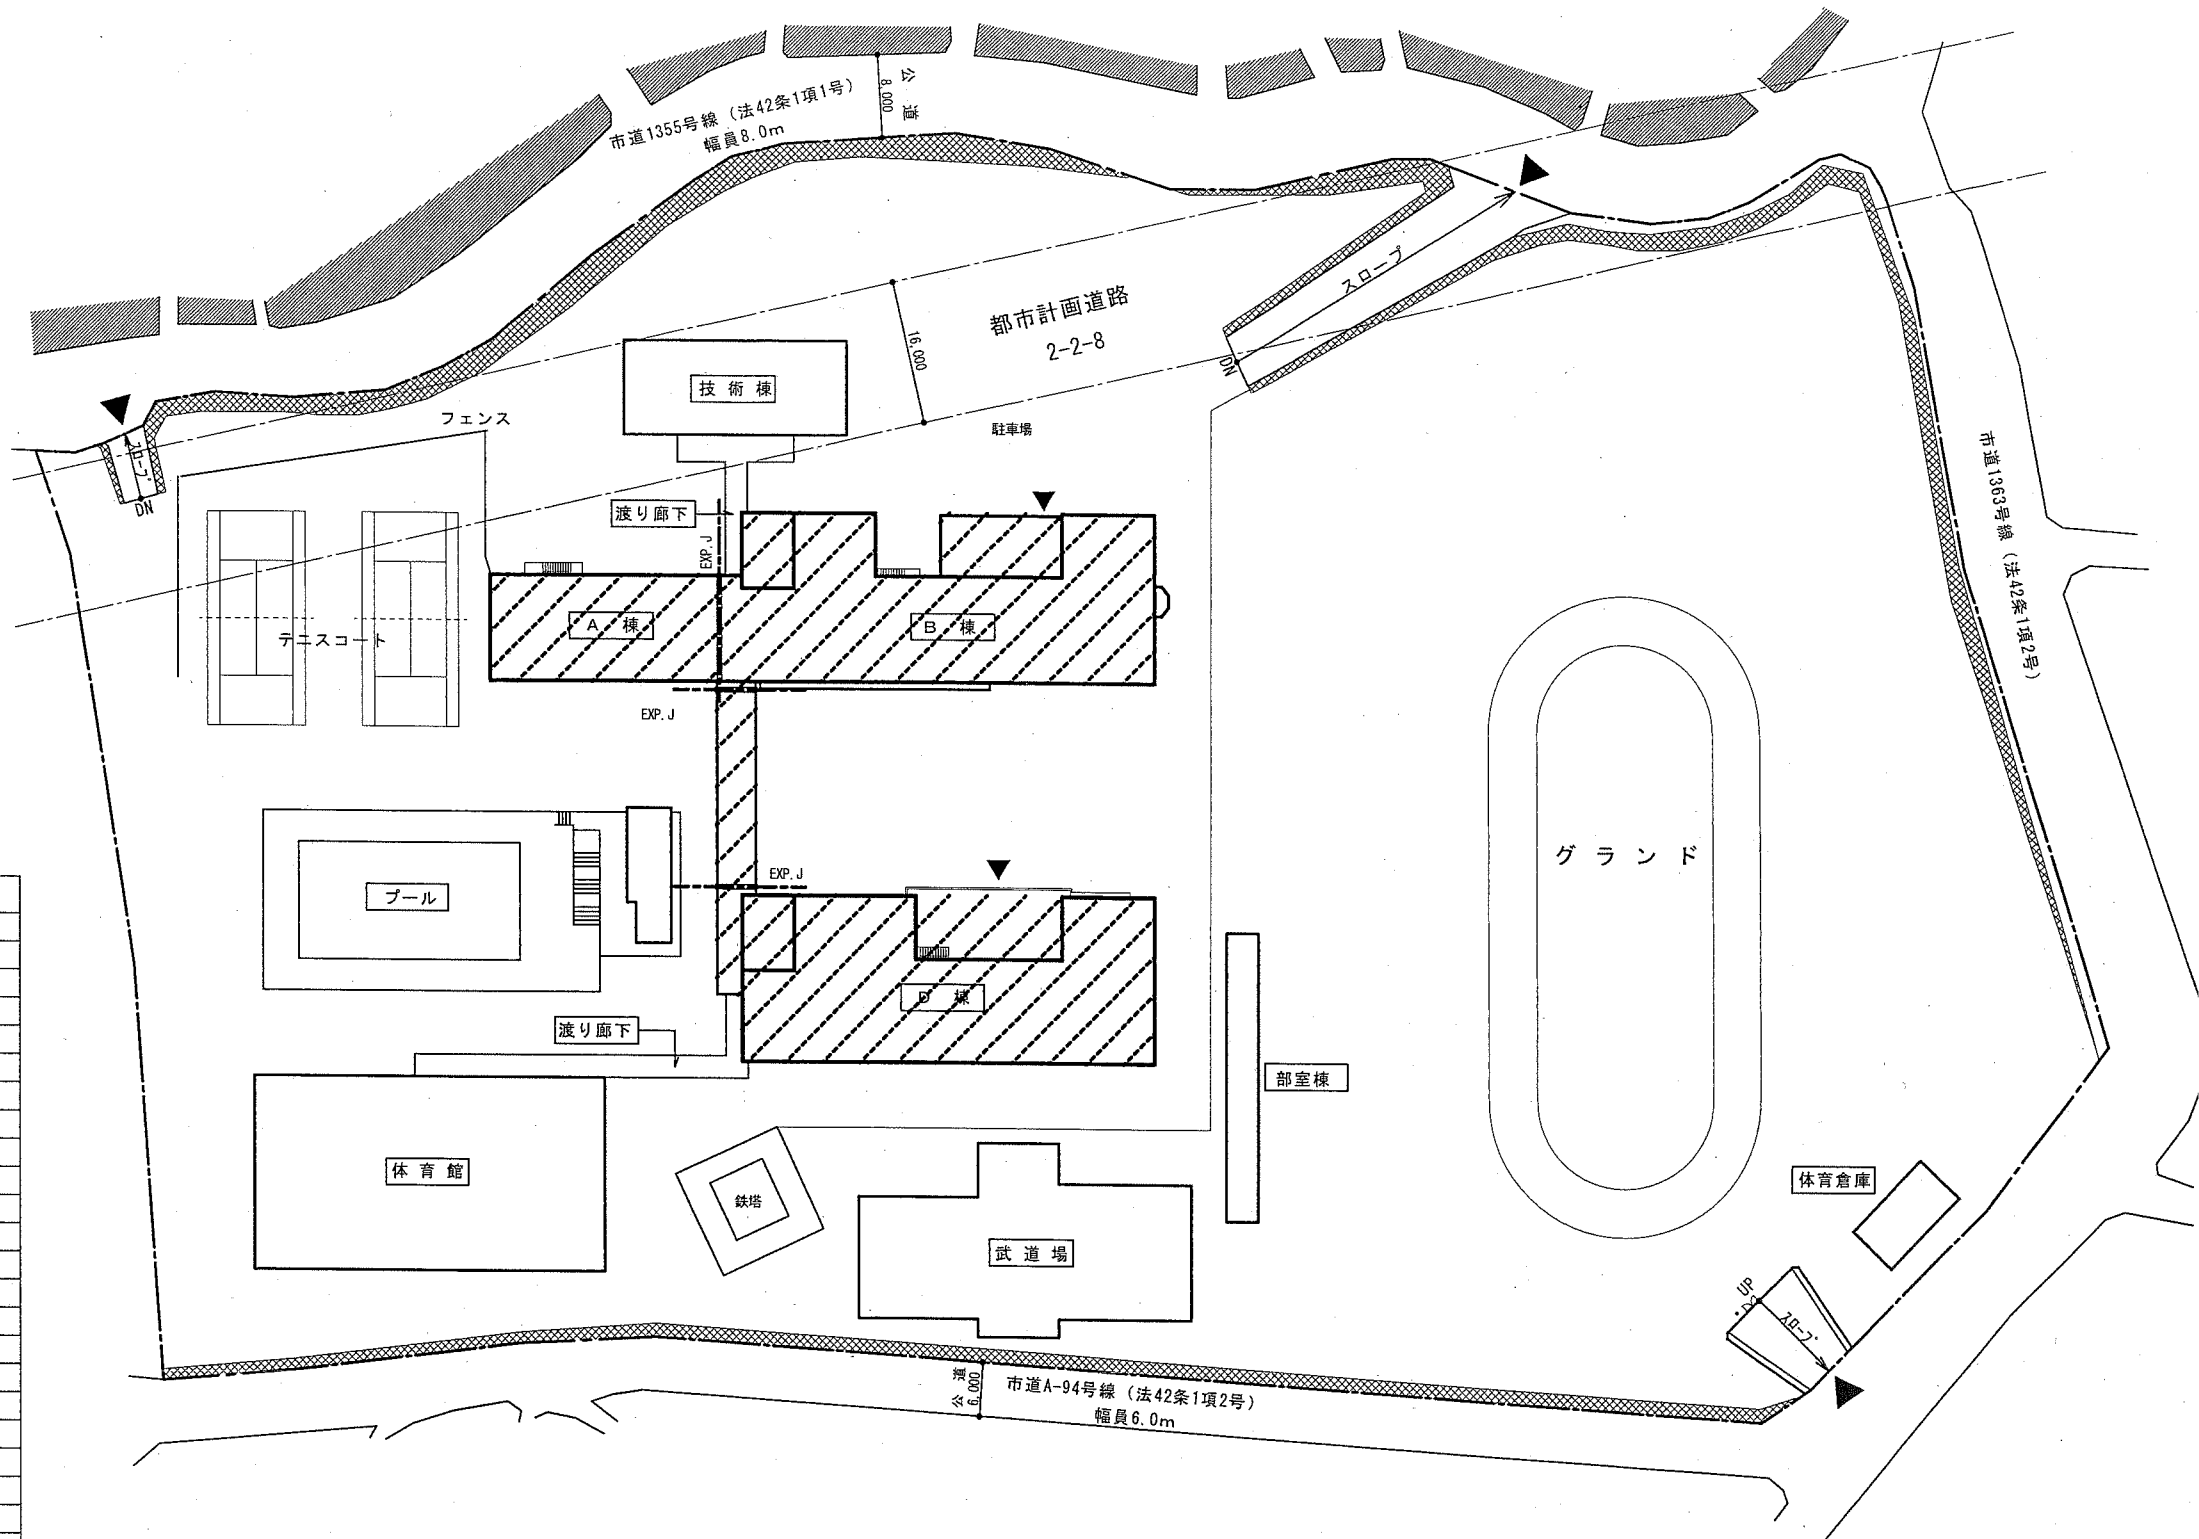 公道
8,000
市道1355号線（法42条1項1号）
幅員8.0m
スロープ
DN
都市計画道路
2-2-8
16,000
技術棟
駐車場
フェンス
スロープ
DN
渡り廊下
EXP.J
A 棟
B 棟
テニスコート
EXP.J
市道1363号線（法42条1項2号）
プール
EXP.J
グランド
D 棟
渡り廊下
部室棟
体育館
鉄塔
武道場
体育倉庫
UP
スロープ
公道
6,000
市道A-94号線（法42条1項2号）
幅員6.0m